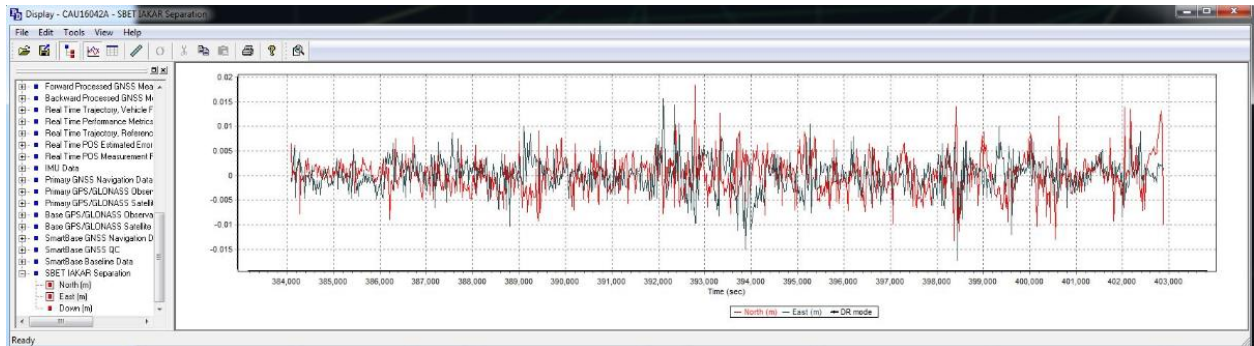 Display - CAU16042A - SBET IAKAR Separation
File Edit Tools View Help
Forward Processed GNSS Mea
Backward Processed GNSS M
Real Time Trajectory, Vehicle F
Real Time Performance Metrics
Real Time Trajectory, Referenc
Real Time POS Estimated Error
Real Time POS Measurement F
IMU Data
Primary GNSS Navigation Data
Primary GPS/GLONASS Obser
Primary GPS/GLONASS Satelli
Base GPS/GLONASS Observa
Base GPS/GLONASS Satellite
SmartBase GNSS Navigation D
SmartBase GNSS QC
SmartBase Baseline Data
SBET IAKAR Separation
North (m)
East (m)
Down (m)
0.02
0.015
0.01
0.005
0
-0.005
-0.01
-0.015
384,000 385,000 386,000 387,000 388,000 389,000 390,000 391,000 392,000 393,000 394,000 395,000 396,000 397,000 398,000 399,000 400,000 401,000 402,000 403,000
Time (sec)
North (m) East (m) DR mode
Ready